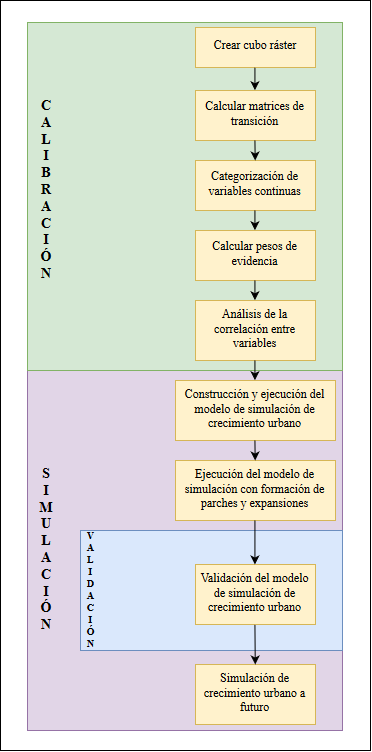 CALIBRACIÓN
Crear cubo ráster
Calcular matrices de
transición
Categorización de
variables continuas
Calcular pesos de
evidencia
Análisis de la
correlación entre
variables
SIMULACIÓN
Construcción y ejecución del
modelo de simulación de
crecimiento urbano
Ejecución del modelo de
simulación con formación de
parches y expansiones
VALIDACIÓN
Validación del modelo
de simulación de
crecimiento urbano
Simulación de
crecimiento urbano a
futuro